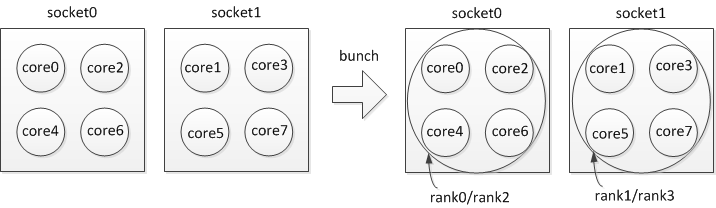 socket0
socket1
core0
core2
core1
core3
core4
core6
core5
core7
bunch
socket0
socket1
core0
core2
core1
core3
core4
core6
core5
core7
rank0/rank2
rank1/rank3